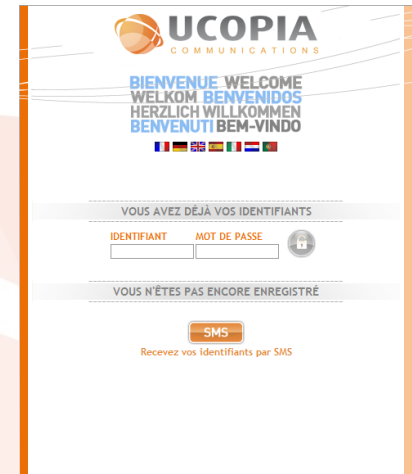 UCOPIA
COMMUNICATIONS
BIENVENUE WELCOME
WELKOM BENVENIDOS
HERZLICH WILLKOMMEN
BENVENUTI BEM-VINDO
VOUS AVEZ DÉJÀ VOS IDENTIFIANTS
IDENTIFIANT MOT DE PASSE
VOUS N'ÊTES PAS ENCORE ENREGISTRÉ
SMS
Recevez vos identifiants par SMS